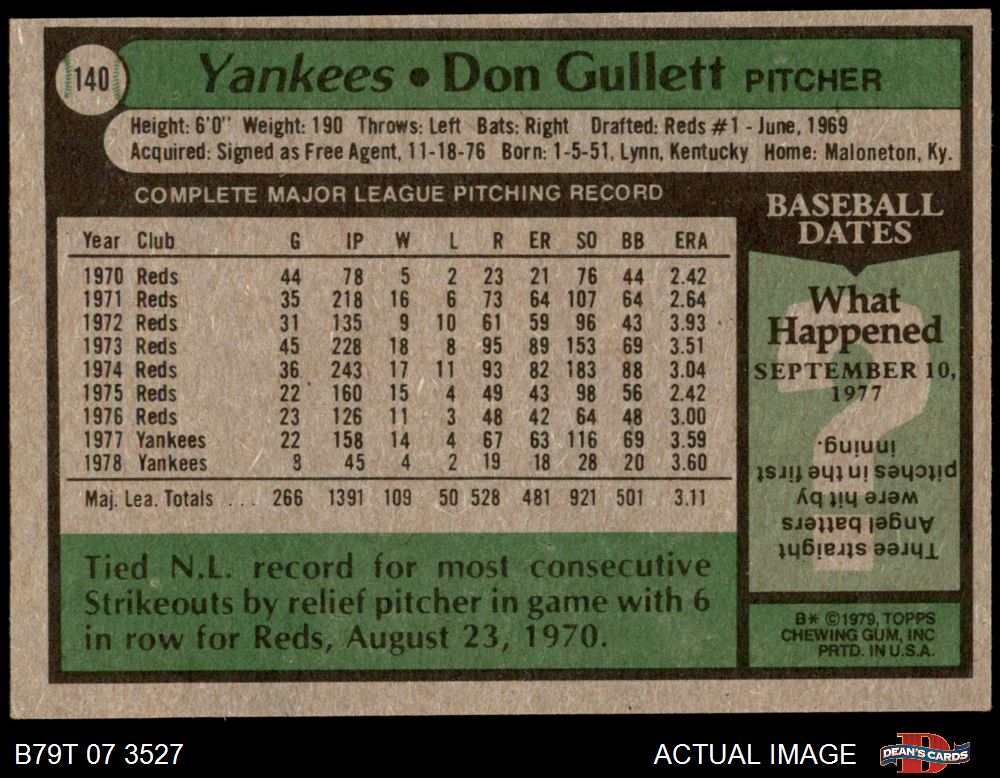 140
Yankees • Don Gullett PITCHER
Height: 6'0" Weight: 190 Throws: Left Bats: Right Drafted: Reds #1 - June, 1969
Acquired: Signed as Free Agent, 11-18-76 Born: 1-5-51, Lynn, Kentucky Home: Maloneton, Ky.
COMPLETE MAJOR LEAGUE PITCHING RECORD
Year Club G IP W L R ER SO BB ERA
1970 Reds 44 78 5 2 23 21 76 44 2.42
1971 Reds 35 218 16 6 73 64 107 64 2.64
1972 Reds 31 135 9 10 61 59 96 43 3.93
1973 Reds 45 228 18 8 95 89 153 69 3.51
1974 Reds 36 243 17 11 93 82 183 88 3.04
1975 Reds 22 160 15 4 49 43 98 56 2.42
1976 Reds 23 126 11 3 48 42 64 48 3.00
1977 Yankees 22 158 14 4 67 63 116 69 3.59
1978 Yankees 8 45 4 2 19 18 28 20 3.60
Maj. Lea. Totals . . . 266 1391 109 50 528 481 921 501 3.11
Tied N.L. record for most consecutive
Strikeouts by relief pitcher in game with 6
in row for Reds, August 23, 1970.
BASEBALL
DATES
What
Happened
SEPTEMBER 10,
1977
?
Three straight
Angel batters
were hit by
pitches in the first
inning.
B* ©1979, TOPPS
CHEWING GUM, INC
PRTD. IN U.S.A.
B79T 07 3527
ACTUAL IMAGE
DEAN'S CARDS